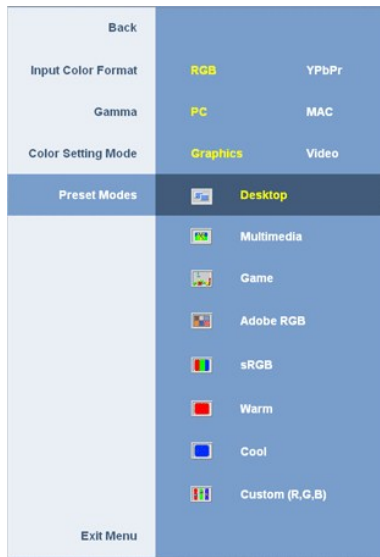 Back
Input Color Format RGB YPbPr
Gamma PC MAC
Color Setting Mode Graphics Video
Preset Modes Desktop
Multimedia
Game
Adobe RGB
sRGB
Warm
Cool
Custom (R,G,B)
Exit Menu